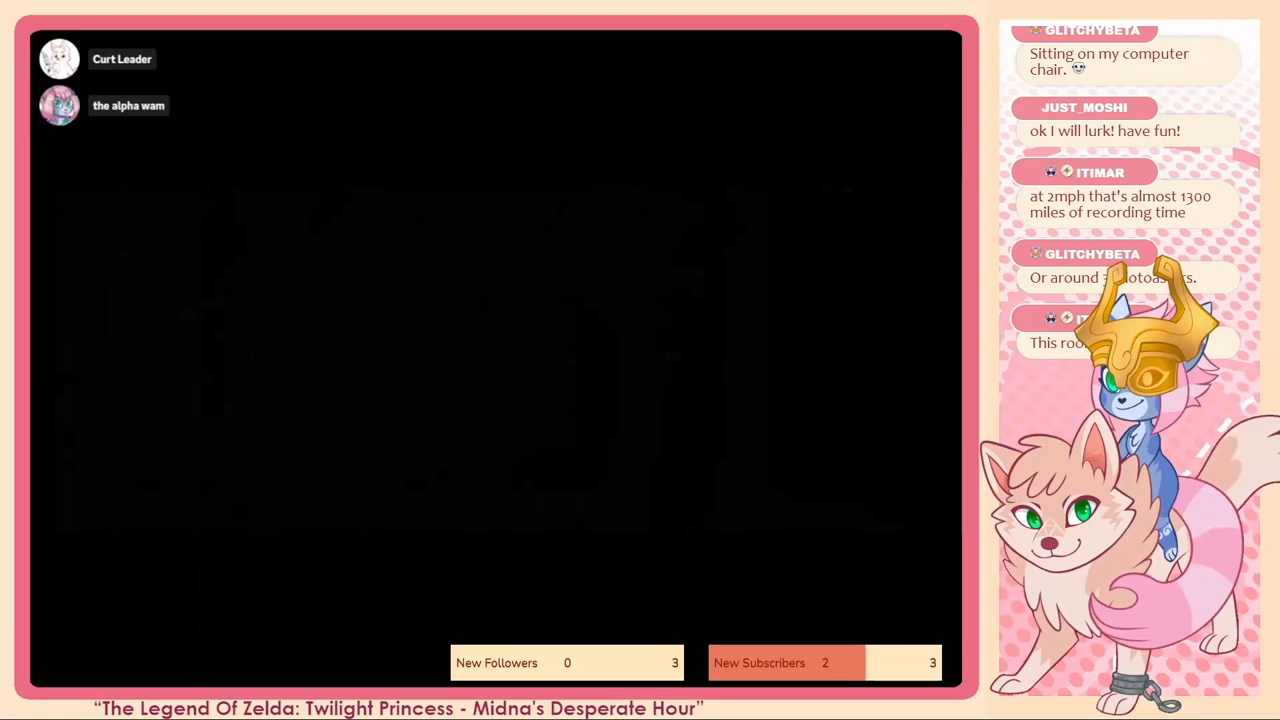 Curt Leader
the alpha wam
New Followers 0 3
New Subscribers 2 3
"The Legend Of Zelda: Twilight Princess - Midna's Desperate Hour"
GLITCHYBETA
Sitting on my computer
chair.
JUST_MOSHI
ok I will lurk! have fun!
ITIMAR
at 2mph that's almost 1300
miles of recording time
GLITCHYBETA
Or around
This